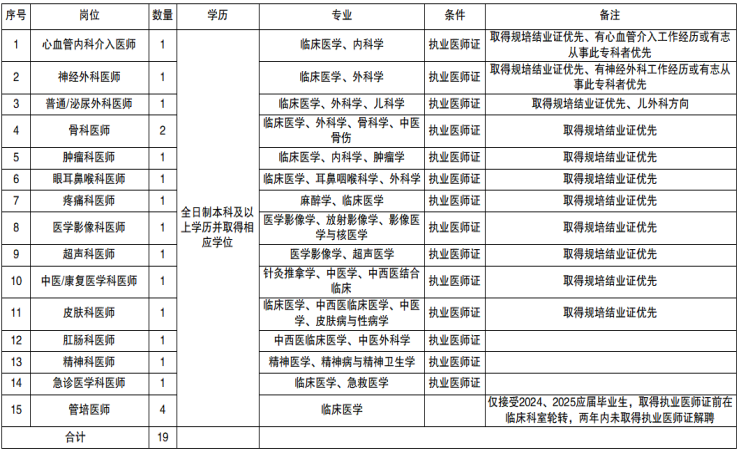 序号 岗位 数量 学历 专业 条件 备注
1 心血管内科介入医师 1 临床医学、内科学 执业医师证 取得规培结业证优先、有心血管介入工作经历或有志
从事此专科者优先
2 神经外科医师 1 临床医学、外科学 执业医师证 取得规培结业证优先、有神经外科工作经历或有志从
事此专科者优先
3 普通/泌尿外科医师 1 临床医学、外科学、儿科学 执业医师证 取得规培结业证优先、儿外科方向
4 骨科医师 2 临床医学、外科学、骨科学、中医
骨伤 执业医师证 取得规培结业证优先
5 肿瘤科医师 1 临床医学、内科学、肿瘤学 执业医师证 取得规培结业证优先
6 眼耳鼻喉科医师 1 临床医学、耳鼻咽喉科学、外科学 执业医师证 取得规培结业证优先
7 疼痛科医师 1 麻醉学、临床医学 执业医师证 取得规培结业证优先
全日制本科及以
上学历并取得相
应学位
8 医学影像科医师 1 医学影像学、放射影像学、影像医
学与核医学 执业医师证 取得规培结业证优先
9 超声科医师 1 医学影像学、超声医学 执业医师证 取得规培结业证优先
10 中医/康复医学科医师 1 针灸推拿学、中医学、中西医结合
临床 执业医师证 取得规培结业证优先
11 皮肤科医师 1 临床医学、中西医临床医学、中医
学、皮肤病与性病学 执业医师证 取得规培结业证优先
12 肛肠科医师 1 中西医临床医学、中医外科学 执业医师证
13 精神科医师 1 精神医学、精神病与精神卫生学 执业医师证
14 急诊医学科医师 1 临床医学、急救医学 执业医师证
15 管培医师 4 临床医学 仅接受2024、2025应届毕业生，取得执业医师证前在
临床科室轮转，两年内未取得执业医师证解聘
合计 19